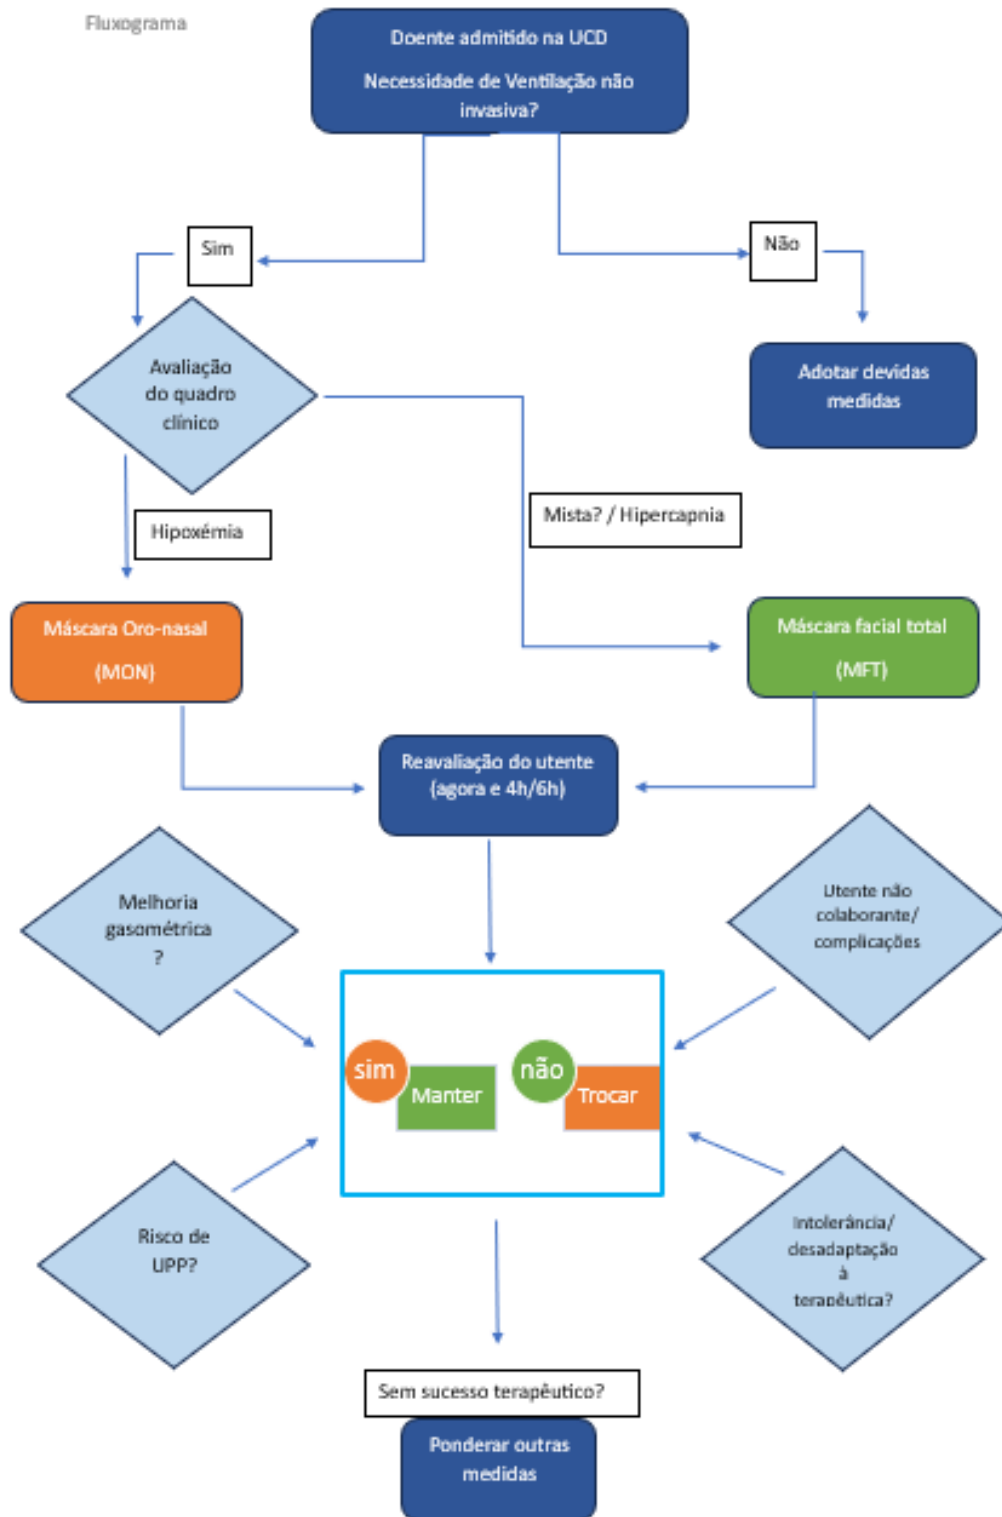 Fluxograma
Doente admitido na UCD
Necessidade de Ventilação não
invasiva?
Sim
Não
Avaliação
do quadro
clínico
Adotar devidas
medidas
Hipoxémia
Mista? / Hipercapnia
Máscara Oro-nasal
(MON)
Máscara facial total
(MFT)
Reavaliação do utente
(agora e 4h/6h)
Melhoria
gasométrica
?
Utente não
colaborante/
complicações
sim
Manter
não
Trocar
Risco de
UPP?
Intolerância/
desadaptação
à
terapêutica?
Sem sucesso terapêutico?
Ponderar outras
medidas